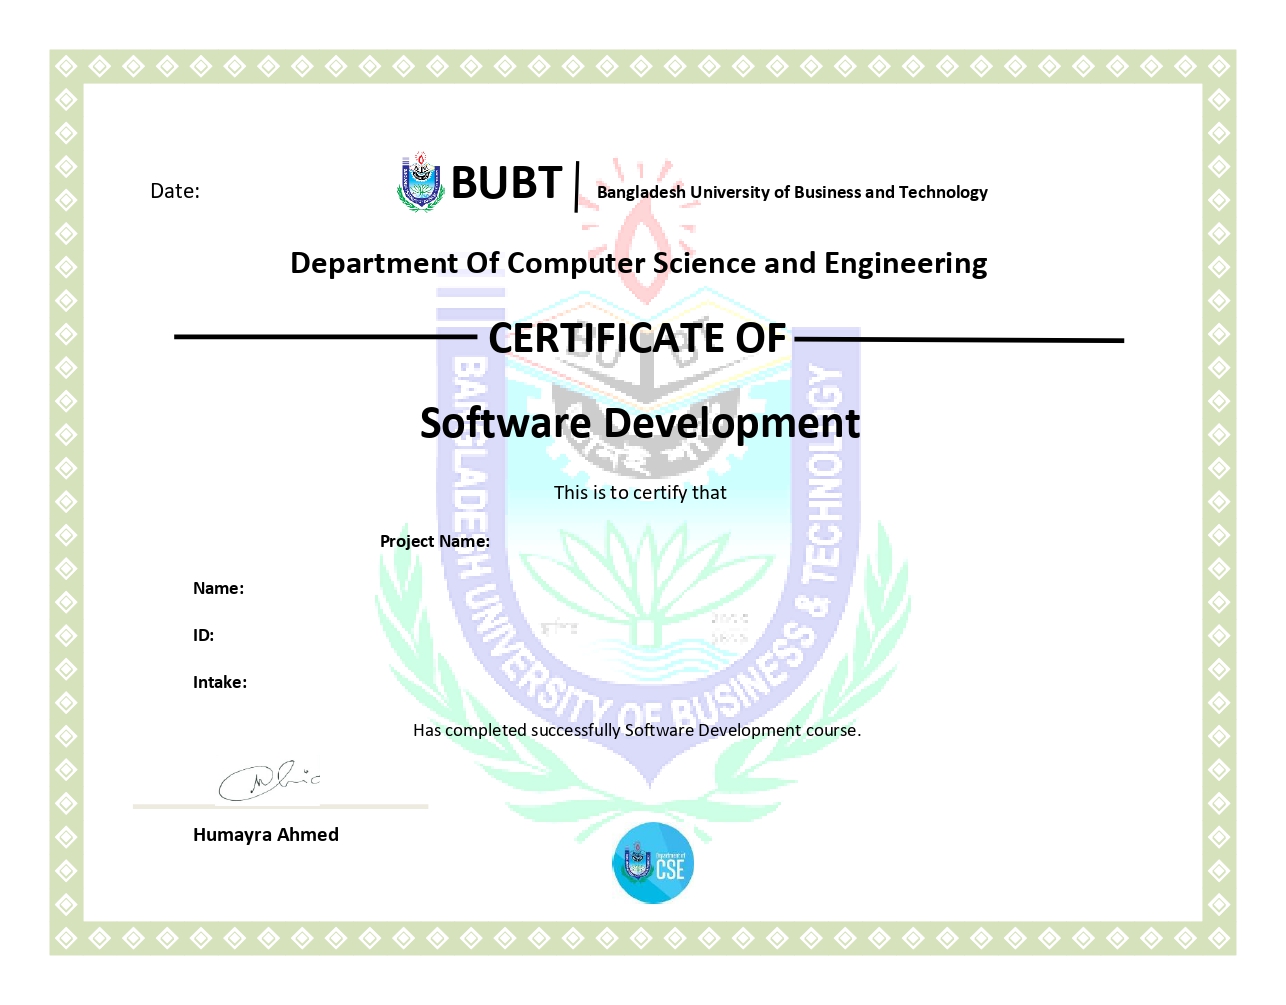 Date:
BUBT
Bangladesh University of Business and Technology
Department Of Computer Science and Engineering
CERTIFICATE OF
Software Development
This is to certify that
Project Name:
Name:
ID:
Intake:
Has completed successfully Software Development course.
Humayra Ahmed
Department of
CSE
BU BT
BANGLADESH UNIVERSITY OF BUSINESS & TECHNOLOGY